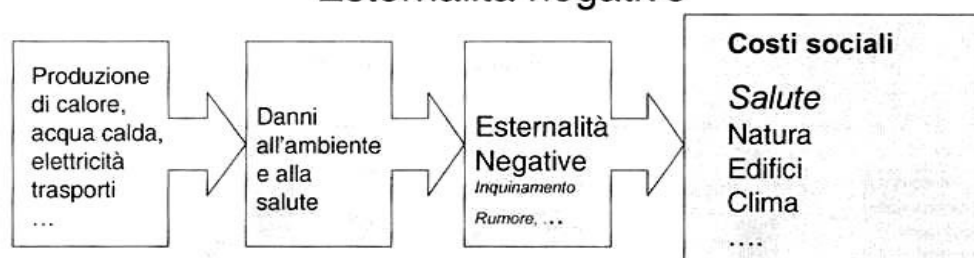 Esternalità negative
Produzione
di calore,
acqua calda,
elettricità
trasporti
...
Danni
all'ambiente
e alla
salute
Esternalità
Negative
Inquinamento
Rumore, ...
Costi sociali
Salute
Natura
Edifici
Clima
....